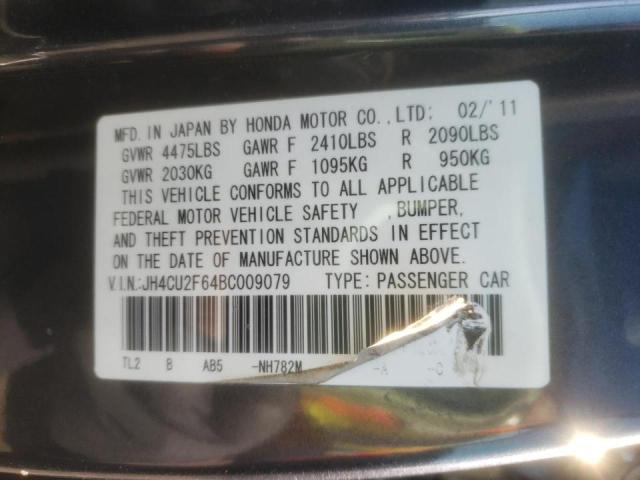 MFD. IN JAPAN BY HONDA MOTOR CO.,LTD: 02/'11
GVWR 4475LBS GAWR F 2410LBS R 2090LBS
GVWR 2030KG GAWR F 1095KG R 950KG
THIS VEHICLE CONFORMS TO ALL APPLICABLE
FEDERAL MOTOR VEHICLE SAFETY ,BUMPER,
AND THEFT PREVENTION STANDARDS IN EFFECT
ON THE DATE OF MANUFACTURE SHOWN ABOVE.
V.I.N:JH4CU2F64BC009079 TYPE: PASSENGER CAR
TL2 B AB5 -NH782M -A -C